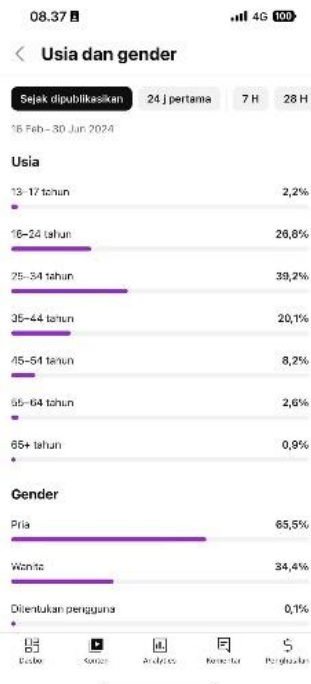 08.37
4G 100
Usia dan gender
Sejak dipublikasikan 24 j pertama 7 H 28 H
16 Feb – 30 Jun 2024
Usia
13–17 tahun 2,2%
18–24 tahun 26,8%
25–34 tahun 39,2%
35–44 tahun 20,1%
45–54 tahun 8,2%
55–64 tahun 2,6%
65+ tahun 0,9%
Gender
Pria 65,5%
Wanita 34,4%
Ditentukan pengguna 0,1%
Dasbor Konten Analytics Komentar Penghasilan